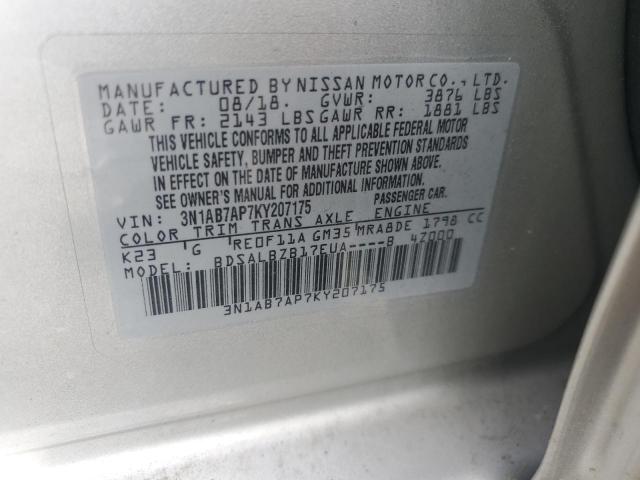 MANUFACTURED BY NISSAN MOTOR CO., LTD.
DATE: 08/18. GVWR: 3876 LBS
GAWR FR: 2143 LBS GAWR RR: 1881 LBS
THIS VEHICLE CONFORMS TO ALL APPLICABLE FEDERAL MOTOR
VEHICLE SAFETY, BUMPER AND THEFT PREVENTION STANDARDS
IN EFFECT ON THE DATE OF MANUFACTURE SHOWN ABOVE.
SEE OWNER'S MANUAL FOR ADDITIONAL INFORMATION.
VIN: 3N1AB7AP7KY207175 PASSENGER CAR.
COLOR TRIM TRANS AXLE ENGINE
K23 G RE0F11A GM35 MRA8DE 1798 CC
MODEL: BDSALBZB17EUA----B 4Z000
3N1AB7AP7KY207175